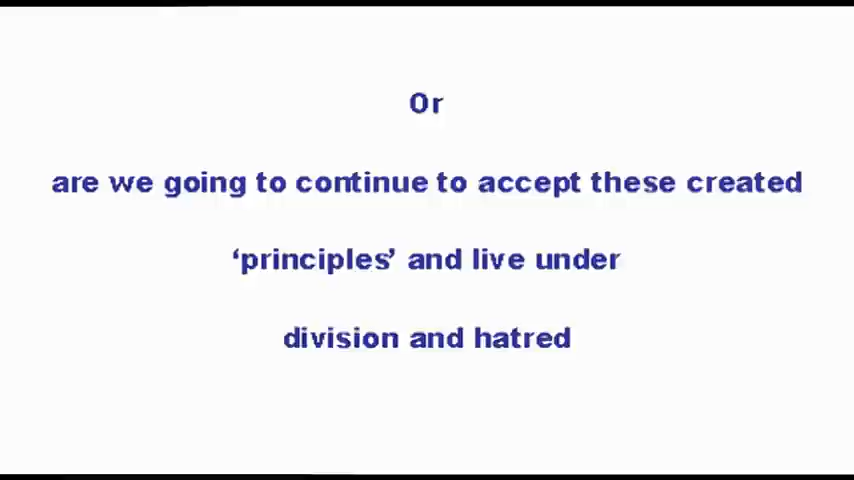 Or
are we going to continue to accept these created
‘principles’ and live under
division and hatred